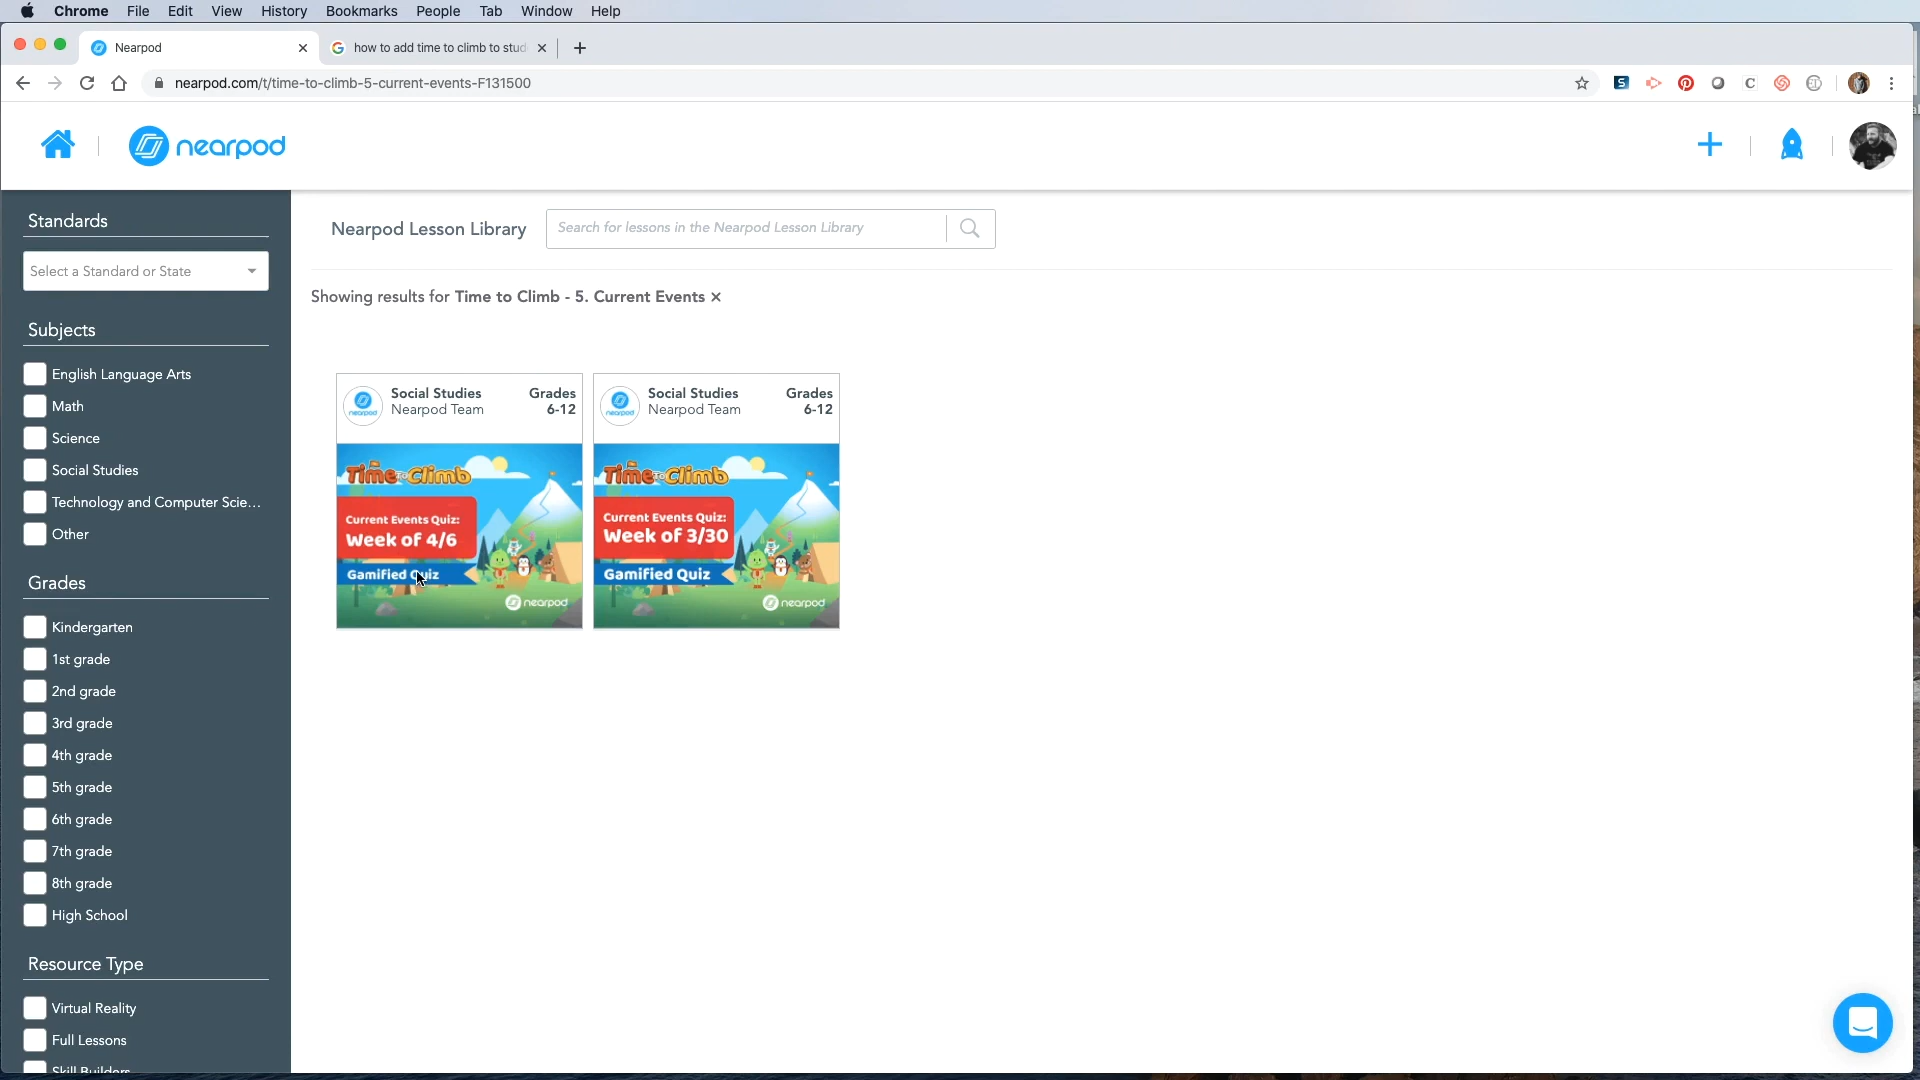 Chrome File Edit View History Bookmarks People Tab Window Help
Nearpod
how to add time to climb to stud
nearpod.com/t/time-to-climb-5-current-events-F131500
nearpod
Standards
Select a Standard or State
Subjects
English Language Arts
Math
Science
Social Studies
Technology and Computer Scie...
Other
Grades
Kindergarten
1st grade
2nd grade
3rd grade
4th grade
5th grade
6th grade
7th grade
8th grade
High School
Resource Type
Virtual Reality
Full Lessons
Skill Builders
Nearpod Lesson Library
Search for lessons in the Nearpod Lesson Library
Showing results for Time to Climb - 5. Current Events ×
nearpod
Social Studies
Nearpod Team
Grades
6-12
Time to Climb
Current Events Quiz:
Week of 4/6
Gamified Quiz
nearpod
nearpod
Social Studies
Nearpod Team
Grades
6-12
Time to Climb
Current Events Quiz:
Week of 3/30
Gamified Quiz
nearpod